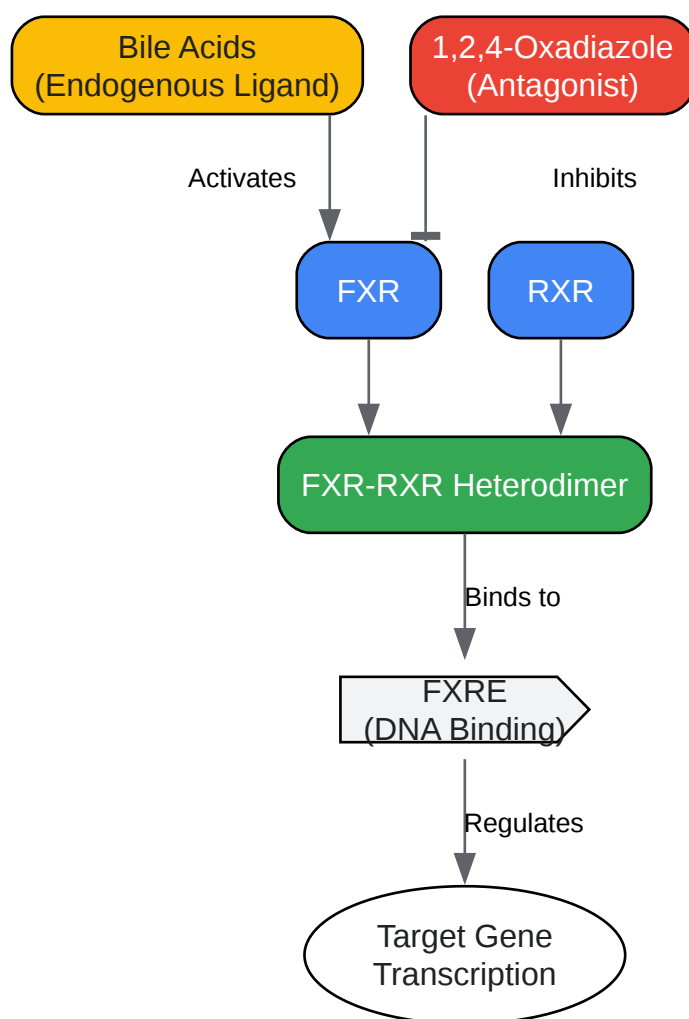 Bile Acids
(Endogenous Ligand)
1,2,4-Oxadiazole
(Antagonist)
Activates
Inhibits
FXR
RXR
FXR-RXR Heterodimer
Binds to
FXRE
(DNA Binding)
Regulates
Target Gene
Transcription